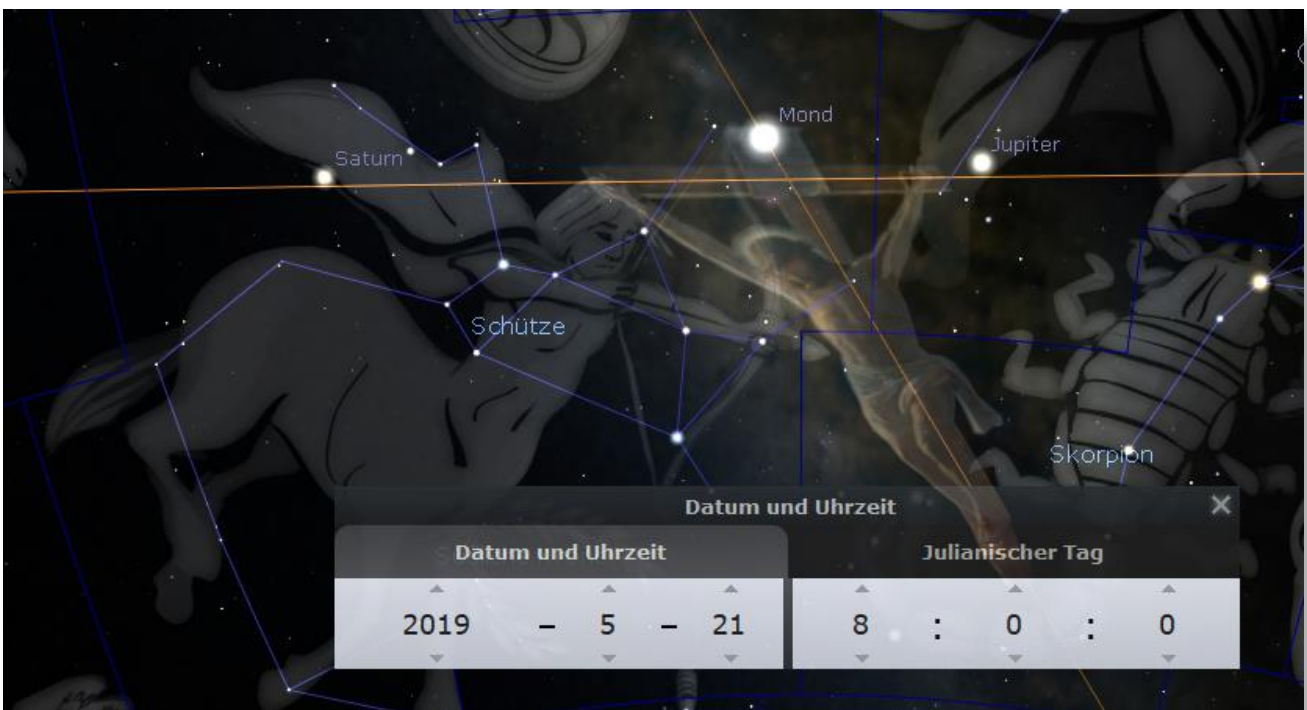 Mond
Jupiter
Saturn
Schütze
Skorpion
Datum und Uhrzeit
Datum und Uhrzeit
Julianischer Tag
2019 – 5 – 21 8 : 0 : 0